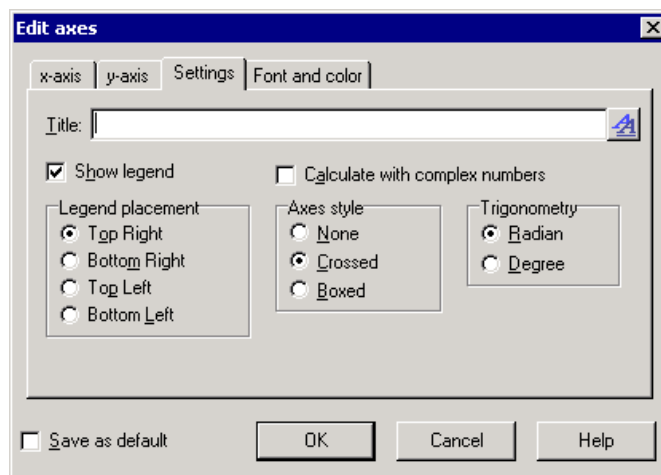 Edit axes
x-axis y-axis Settings Font and color
Title:
Show legend Calculate with complex numbers
Legend placement Axes style Trigonometry
Top Right None Radian
Bottom Right Crossed Degree
Top Left Boxed
Bottom Left
Save as default OK Cancel Help